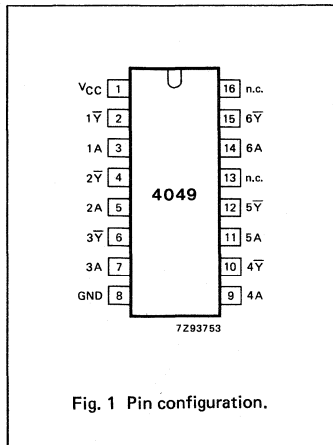 VCC 1 16 n.c.
1Y̅ 2 15 6Y̅
1A 3 14 6A
2Y̅ 4 13 n.c.
4049
2A 5 12 5Y̅
3Y̅ 6 11 5A
3A 7 10 4Y̅
GND 8 9 4A
7Z93753
Fig. 1 Pin configuration.